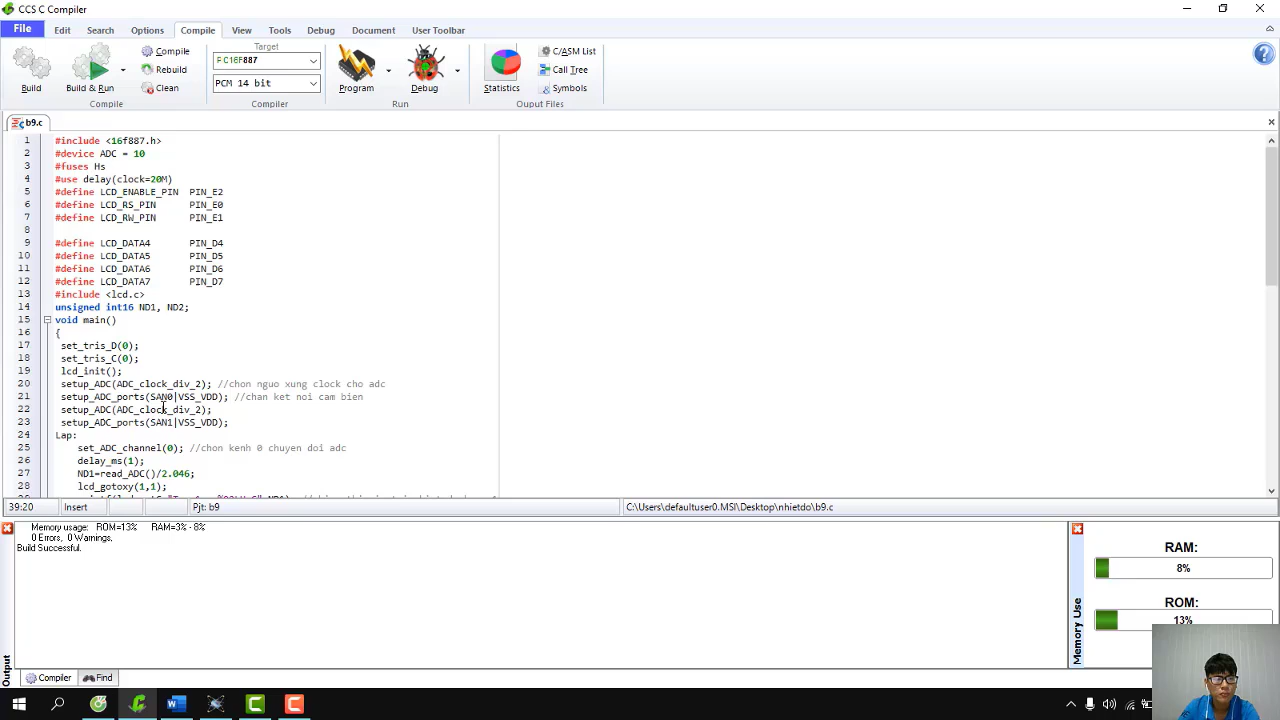 CCS C Compiler
File Edit Search Options Compile View Tools Debug Document User Toolbar
Build
Build & Run
Compile
Rebuild
Clean
Compile
Target
PIC16F887
PCM 14 bit
Compiler
Program
Debug
Run
Statistics
C/ASM List
Call Tree
Symbols
Ouput Files
b9.c
1 #include <16f887.h>
2 #device ADC = 10
3 #fuses Hs
4 #use delay(clock=20M)
5 #define LCD_ENABLE_PIN PIN_E2
6 #define LCD_RS_PIN PIN_E0
7 #define LCD_RW_PIN PIN_E1
8
9 #define LCD_DATA4 PIN_D4
10 #define LCD_DATA5 PIN_D5
11 #define LCD_DATA6 PIN_D6
12 #define LCD_DATA7 PIN_D7
13 #include <lcd.c>
14 unsigned int16 ND1, ND2;
15 void main()
16 {
17 set_tris_D(0);
18 set_tris_C(0);
19 lcd_init();
20 setup_ADC(ADC_clock_div_2); //chon nguo xung clock cho adc
21 setup_ADC_ports(SAN0|VSS_VDD); //chan ket noi cam bien
22 setup_ADC(ADC_clock_div_2);
23 setup_ADC_ports(SAN1|VSS_VDD);
24 Lap:
25 set_ADC_channel(0); //chon kenh 0 chuyen doi adc
26 delay_ms(1);
27 ND1=read_ADC()/2.046;
28 lcd_gotoxy(1,1);
39:20 Insert Pjt: b9 C:\Users\defaultuser0.MSI\Desktop\nhietdo\b9.c
Memory usage: ROM=13% RAM=3% - 8%
0 Errors, 0 Warnings.
Build Successful.
Output
Compiler Find
Memory Use
RAM:
8%
ROM:
13%